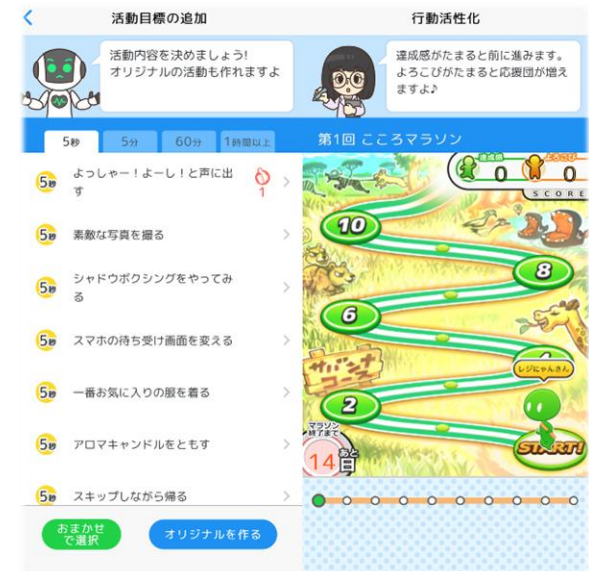 活動目標の追加
活動内容を決めましょう!
オリジナルの活動も作れますよ
5秒
5分
60分
1時間以上
5秒
よっしゃー！よーし！と声に出
す
1
5秒
素敵な写真を撮る
5秒
シャドウボクシングをやってみ
る
5秒
スマホの待ち受け画面を変える
5秒
一番お気に入りの服を着る
5秒
アロマキャンドルをともす
5秒
スキップしながら帰る
おまかせ
で選択
オリジナルを作る
行動活性化
達成感がたまると前に進みます。
よろこびがたまると応援団が増え
ますよ♪
第1回 こころマラソン
達成感
0
よろこび
0
SCORE
10
8
6
4
レジにゃんさん
サバンナ
コース
2
START!
マラソン
終了まで
あと
14日